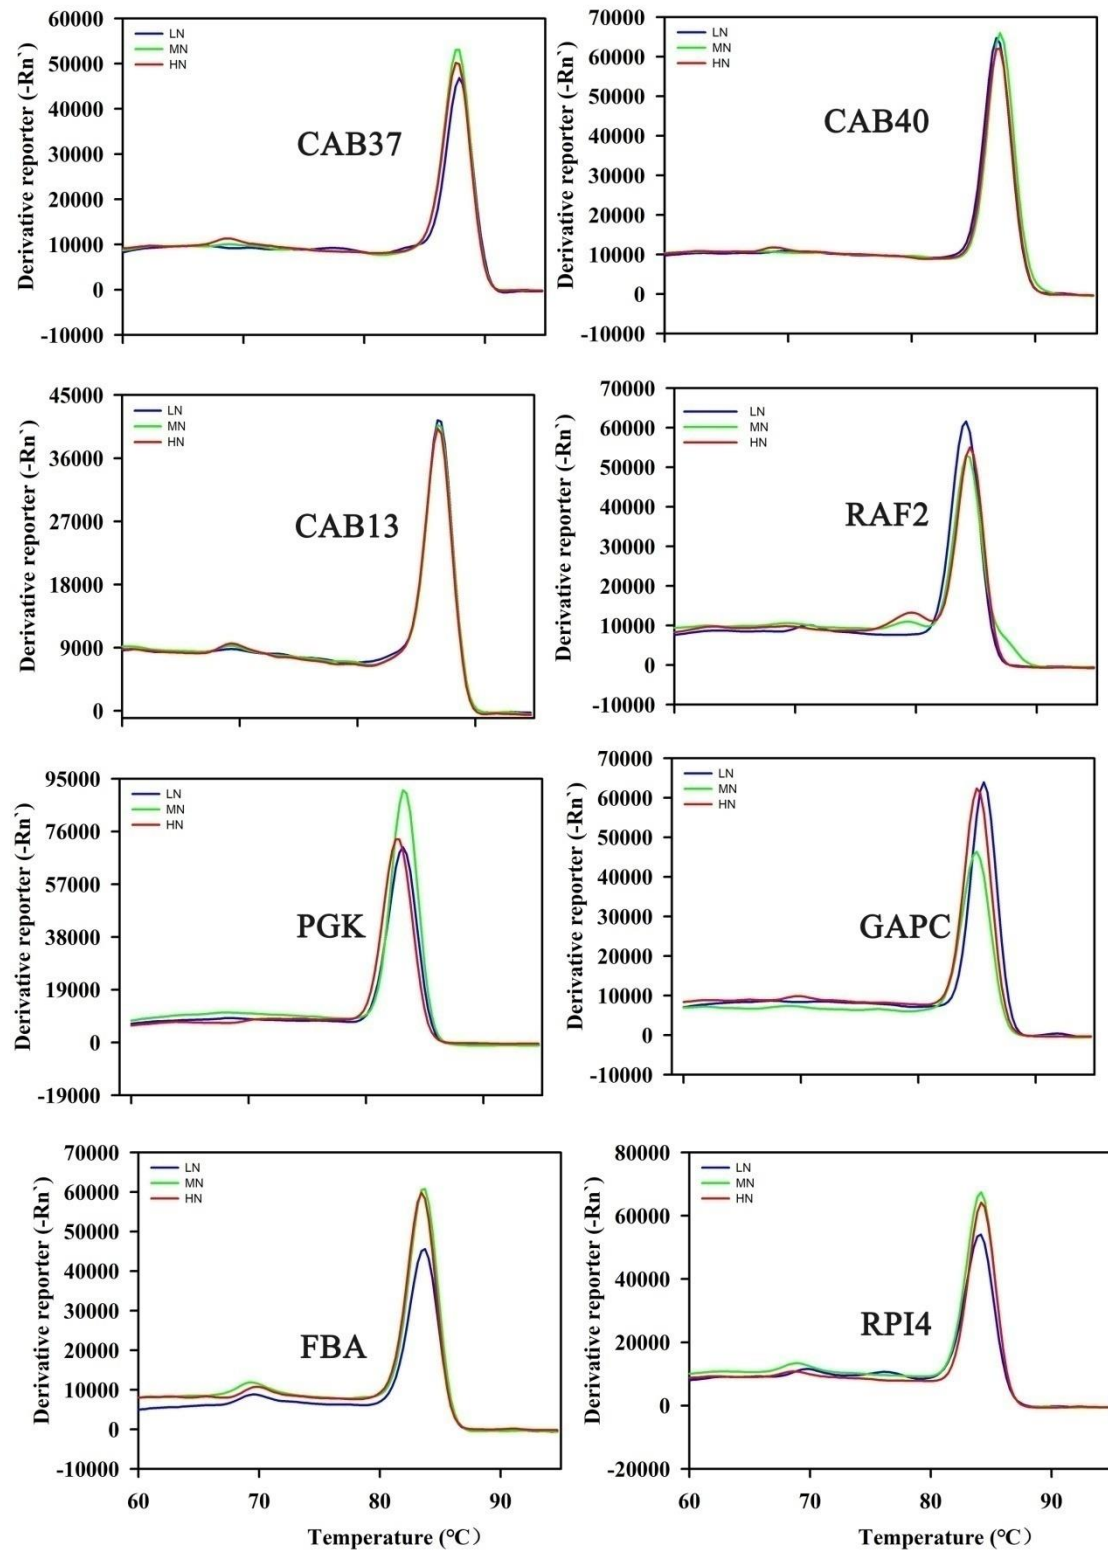 Derivative reporter (-Rn`)
60000
50000
40000
30000
20000
10000
0
-10000
LN
MN
HN
CAB37
Derivative reporter (-Rn`)
70000
60000
50000
40000
30000
20000
10000
0
-10000
LN
MN
HN
CAB40
Derivative reporter (-Rn`)
45000
36000
27000
18000
9000
0
LN
MN
HN
CAB13
Derivative reporter (-Rn`)
70000
60000
50000
40000
30000
20000
10000
0
-10000
LN
MN
HN
RAF2
Derivative reporter (-Rn`)
95000
76000
57000
38000
19000
0
-19000
LN
MN
HN
PGK
Derivative reporter (-Rn`)
70000
60000
50000
40000
30000
20000
10000
0
-10000
LN
MN
HN
GAPC
Derivative reporter (-Rn`)
70000
60000
50000
40000
30000
20000
10000
0
-10000
LN
MN
HN
FBA
60 70 80 90
Temperature (℃）
Derivative reporter (-Rn`)
80000
60000
40000
20000
0
-20000
LN
MN
HN
RPI4
60 70 80 90
Temperature (℃）